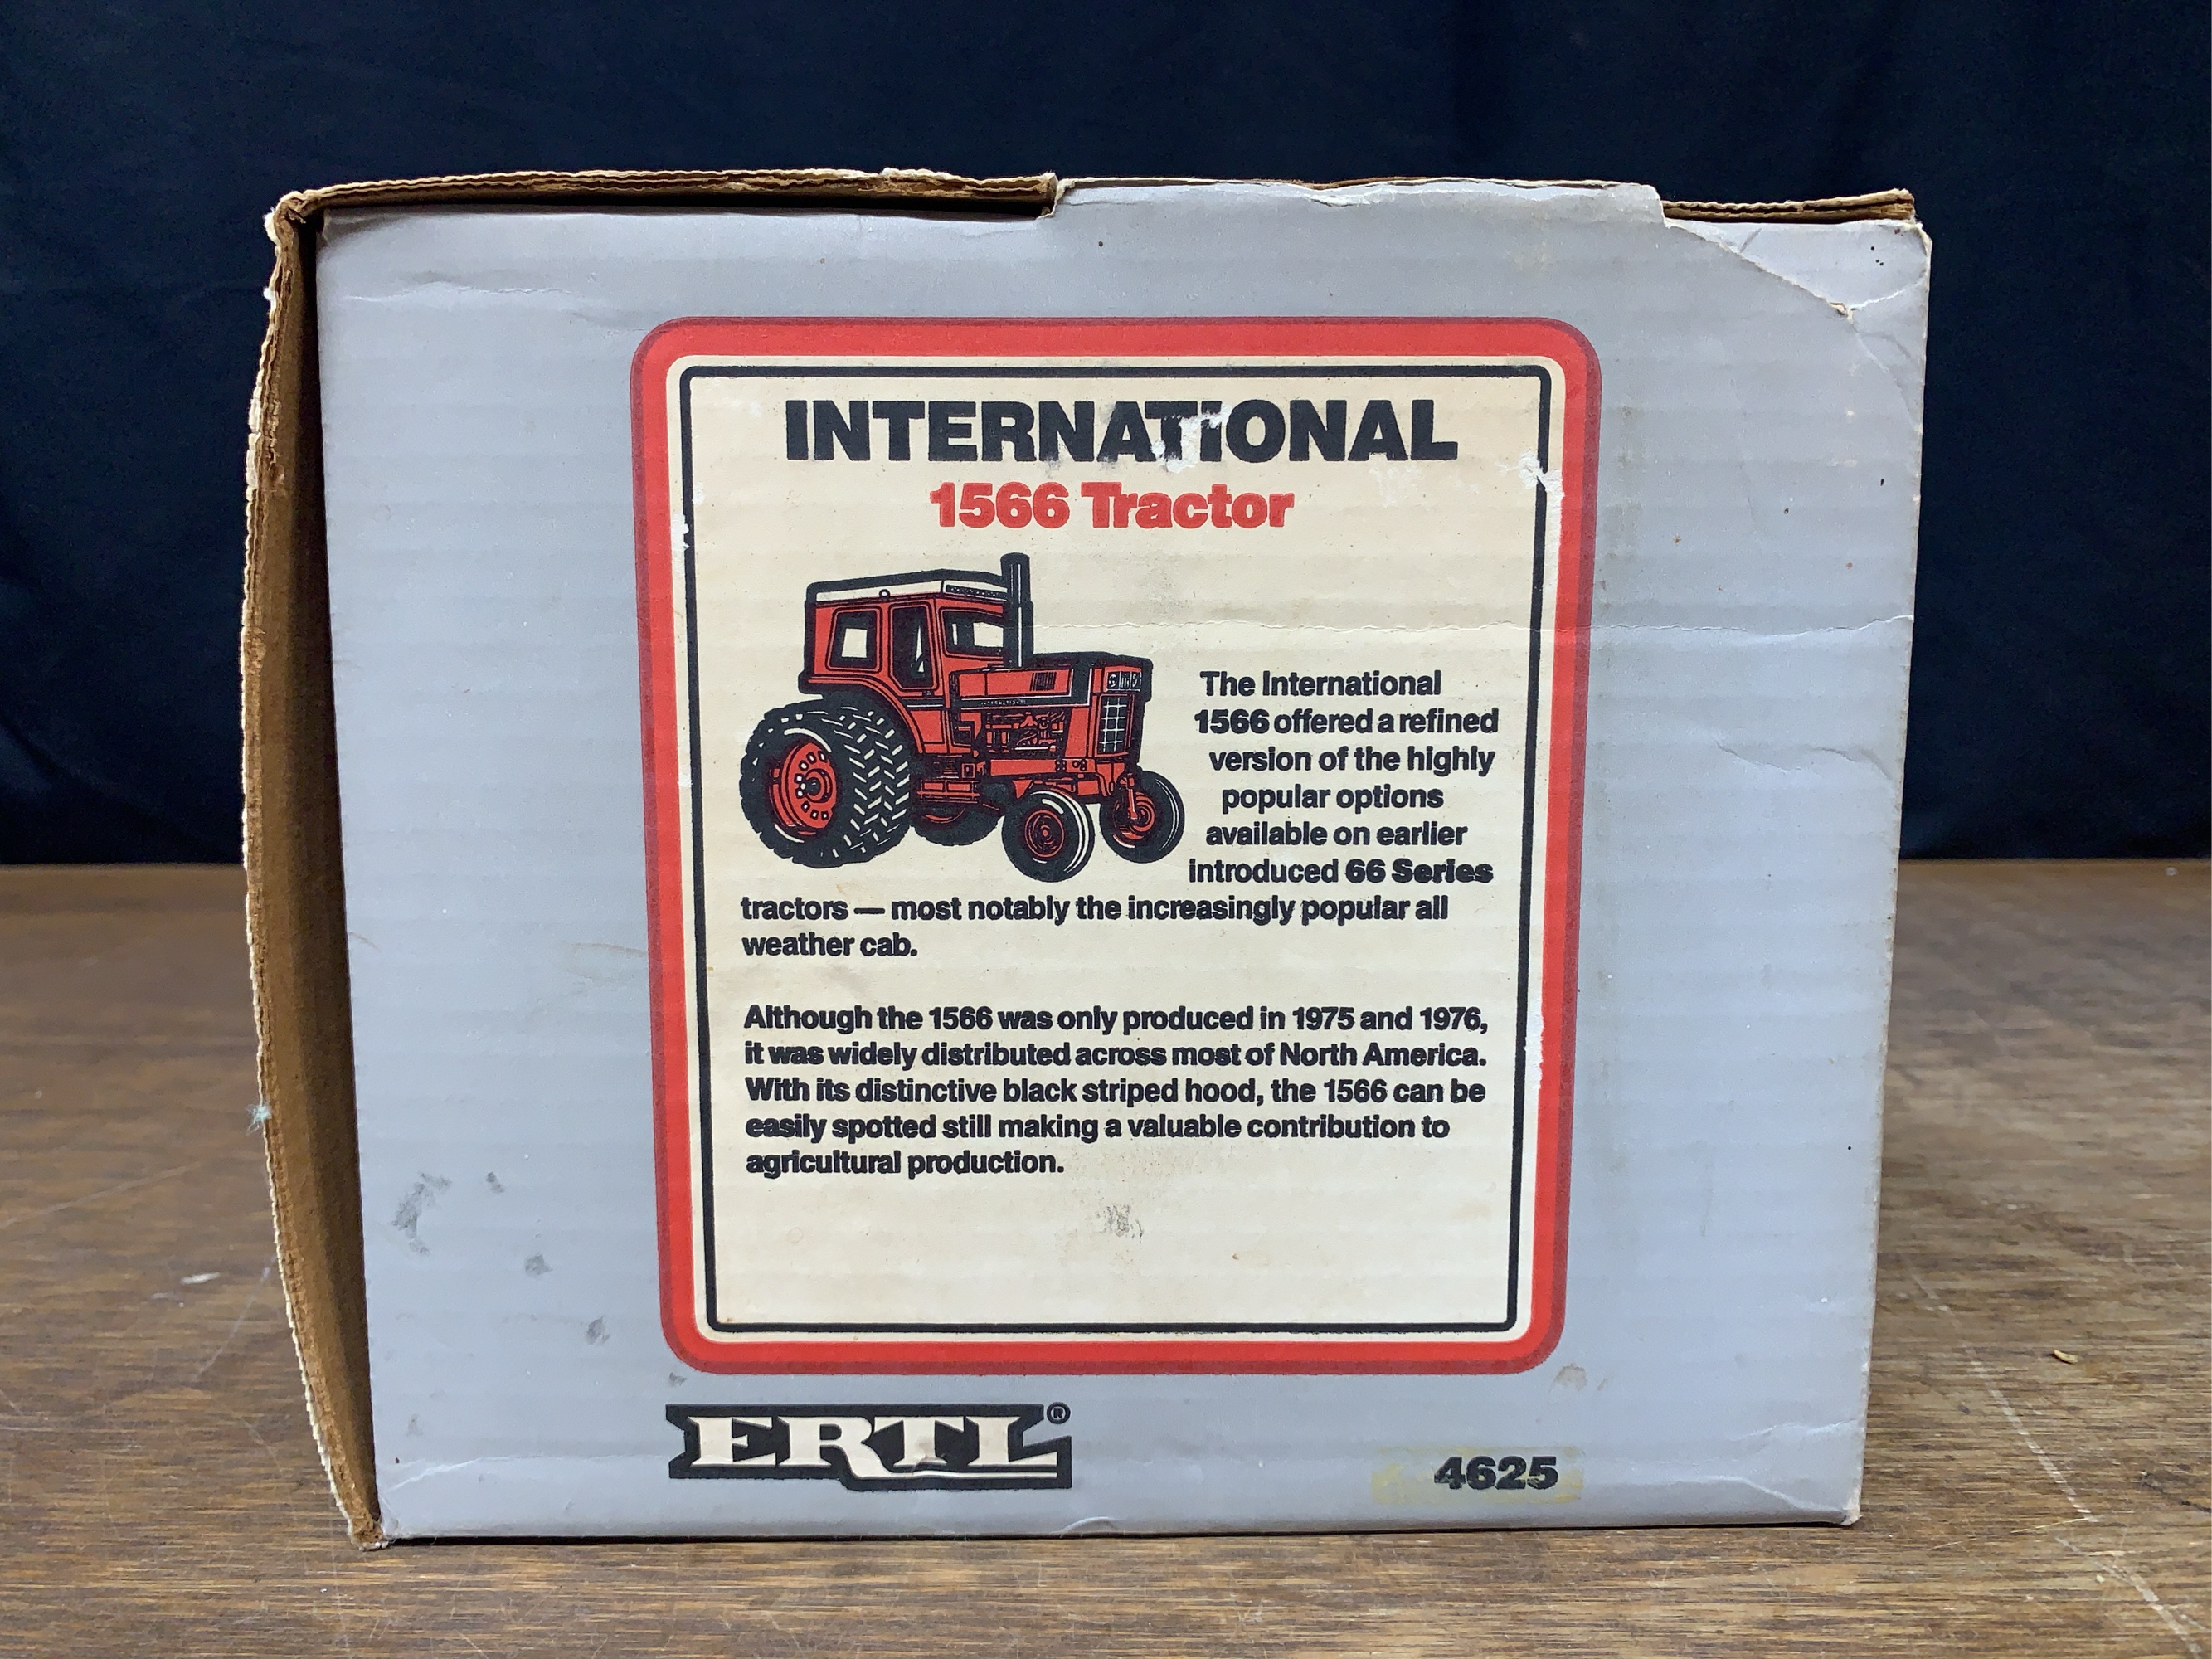 INTERNATIONAL
1566 Tractor
The International
1566 offered a refined
version of the highly
popular options
available on earlier
introduced 66 Series
tractors — most notably the increasingly popular all
weather cab.
Although the 1566 was only produced in 1975 and 1976,
it was widely distributed across most of North America.
With its distinctive black striped hood, the 1566 can be
easily spotted still making a valuable contribution to
agricultural production.
ERTL®
4625